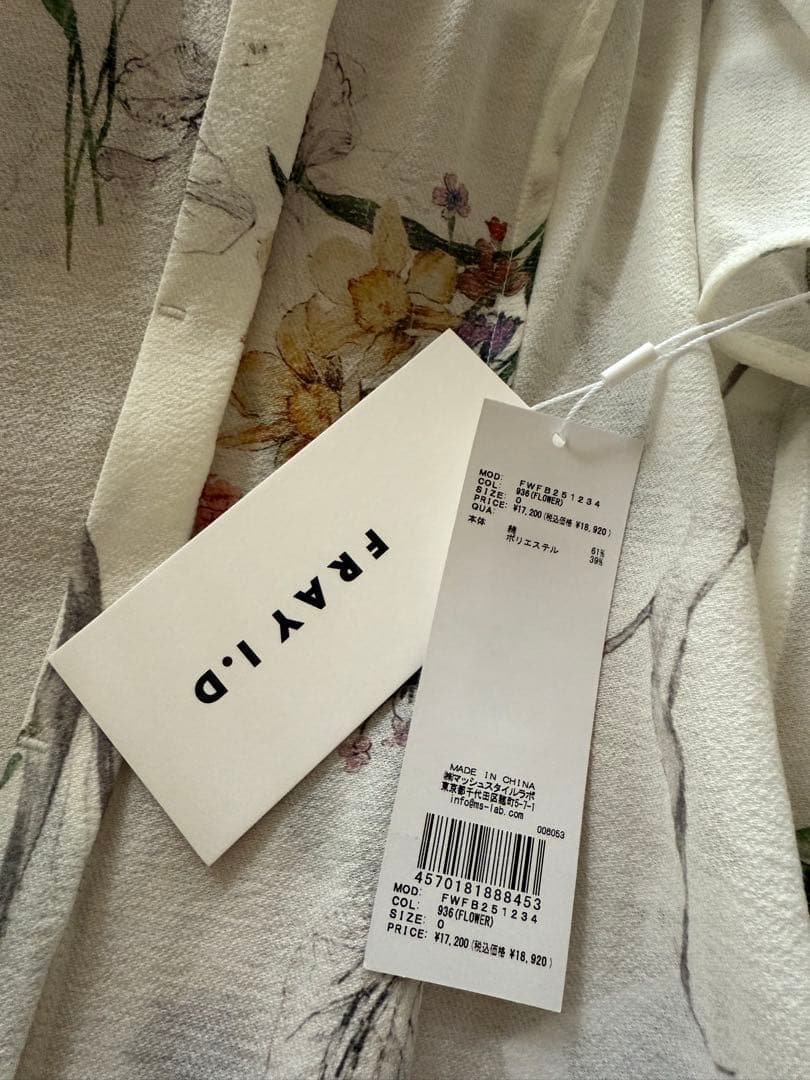 FRAY I.D
MOD: FWFB251234
COL: 936(FLOWER)
SIZE: 0
PRICE: ¥17,200(税込価格 ¥18,920)
QUA:
本体 綿 61%
ポリエステル 39%
MADE IN CHINA
㈱マッシュスタイルラボ
東京都千代田区麹町5-7-1
info@ms-lab.com
006053
4570181888453
MOD: FWFB251234
COL: 936(FLOWER)
SIZE: 0
PRICE: ¥17,200(税込価格 ¥18,920)